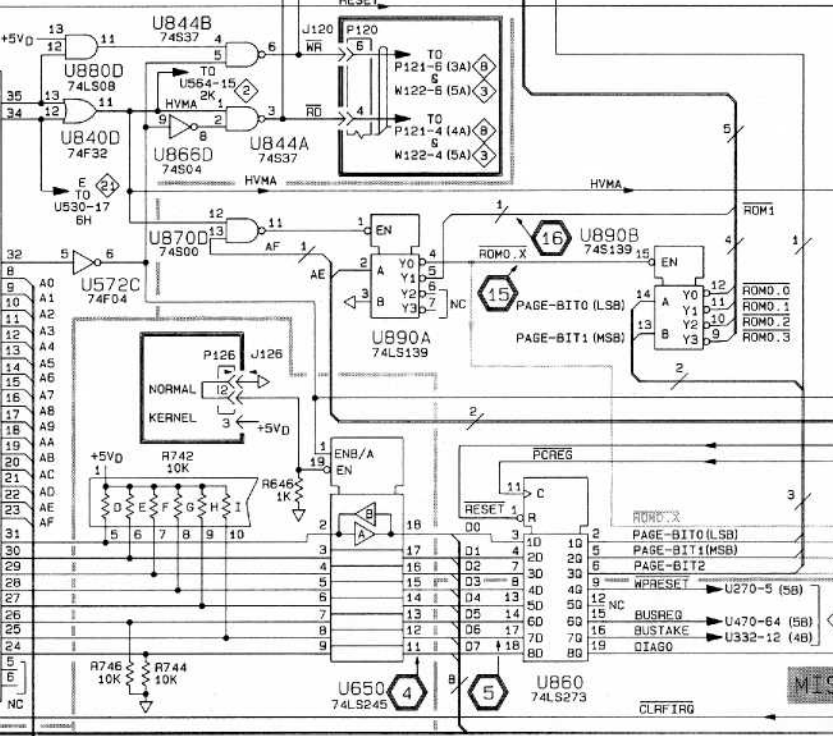 RESET
+5VD
13
12
11
U880D
74LS08
U844B
74S37
4
5
6
WR
J120
P120
6
TO
P121-6 (3A) 8
&
W122-6 (5A) 3
TO
U564-15
2K
2
35
34
13
12
11
U840D
74F32
HVMA
1
2
3
9
8
U866D
74S04
U844A
74S37
RD
4
TO
P121-4 (4A) 8
&
W122-4 (5A) 3
5
E
TO
U530-17
6H
21
HVMA
HVMA
12
13
11
U870D
74S00
AF
1
1
EN
2
A
3
B
Y0
4
Y1
5
Y2
6
Y3
7
NC
AE
U890A
74LS139
1
16
ROM0.X
15
ROM1
4
1
U890B
74S139
15
EN
14
A
13
B
Y0
12
Y1
11
Y2
10
Y3
9
ROM0.0
ROM0.1
ROM0.2
ROM0.3
PAGE-BIT0 (LSB)
PAGE-BIT1 (MSB)
2
32
5
6
U572C
74F04
8
9
10
11
12
13
14
15
16
17
18
19
20
21
22
23
A0
A1
A2
A3
A4
A5
A6
A7
A8
A9
AA
AB
AC
AD
AE
AF
P126
J126
NORMAL
1
2
KERNEL
3
+5VD
2
+5VD
1
R742
10K
D
E
F
G
H
I
5
6
7
8
9
10
R646
1K
1
ENB/A
19
EN
B
A
2
18
3
17
4
16
5
15
6
14
7
13
8
12
9
11
U650
74LS245
4
31
30
29
28
27
26
25
24
5
6
NC
R746
10K
R744
10K
PCREG
11
C
RESET
1
R
D0
D1
D2
D3
D4
D5
D6
D7
3
4
7
8
13
14
17
18
1D
2D
3D
4D
5D
6D
7D
8D
1Q
2Q
3Q
4Q
5Q
6Q
7Q
8Q
2
5
6
9
12
15
16
19
U860
74LS273
5
8
ROM0.X
PAGE-BIT0 (LSB)
PAGE-BIT1 (MSB)
PAGE-BIT2
WPRESET
U270-5 (5B)
NC
BUSREQ
U470-64 (5B)
BUSTAKE
U332-12 (4B)
DIAG0
3
CLRFIRQ
MIS